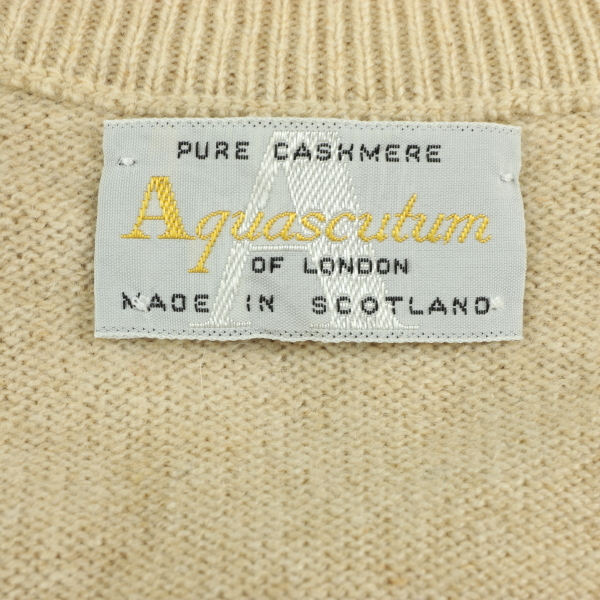 PURE CASHMERE
Aquascutum
OF LONDON
MADE IN SCOTLAND